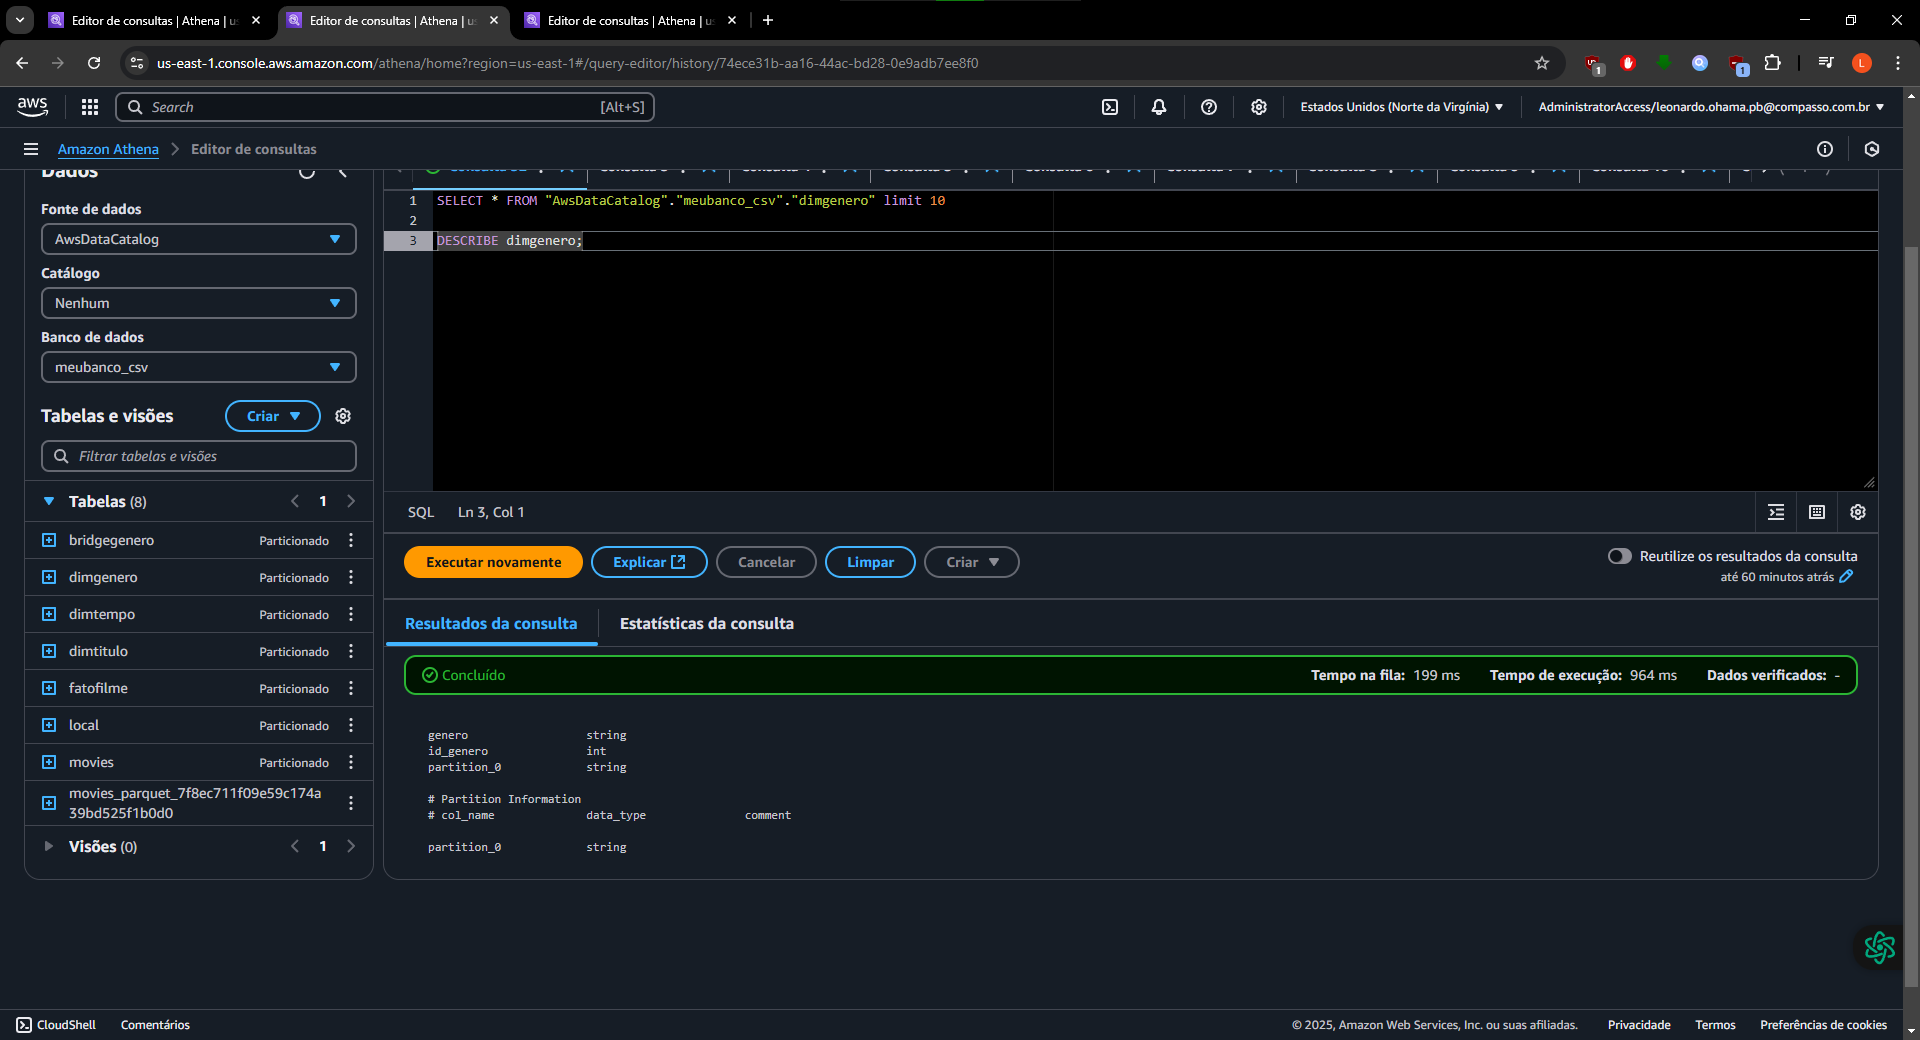 Editor de consultas | Athena | us
Editor de consultas | Athena | us
Editor de consultas | Athena | us
us-east-1.console.aws.amazon.com/athena/home?region=us-east-1#/query-editor/history/74ece31b-aa16-44ac-bd28-0e9adb7ee8f0
1
1
L
aws
Search
[Alt+S]
Estados Unidos (Norte da Virgínia)
AdministratorAccess/leonardo.ohama.pb@compasso.com.br
Amazon Athena
Editor de consultas
Dados
Fonte de dados
AwsDataCatalog
Catálogo
Nenhum
Banco de dados
meubanco_csv
Tabelas e visões
Criar
Filtrar tabelas e visões
Tabelas (8)
1
bridgegenero Particionado
dimgenero Particionado
dimtempo Particionado
dimtitulo Particionado
fatofilme Particionado
local Particionado
movies Particionado
movies_parquet_7f8ec711f09e59c174a
39bd525f1b0d0
Visões (0)
1
1 SELECT * FROM "AwsDataCatalog"."meubanco_csv"."dimgenero" limit 10
2
3 DESCRIBE dimgenero;
SQL Ln 3, Col 1
Executar novamente
Explicar
Cancelar
Limpar
Criar
Reutilize os resultados da consulta
até 60 minutos atrás
Resultados da consulta
Estatísticas da consulta
Concluído
Tempo na fila: 199 ms
Tempo de execução: 964 ms
Dados verificados: -
genero string
id_genero int
partition_0 string
# Partition Information
# col_name data_type comment
partition_0 string
CloudShell
Comentários
© 2025, Amazon Web Services, Inc. ou suas afiliadas.
Privacidade
Termos
Preferências de cookies